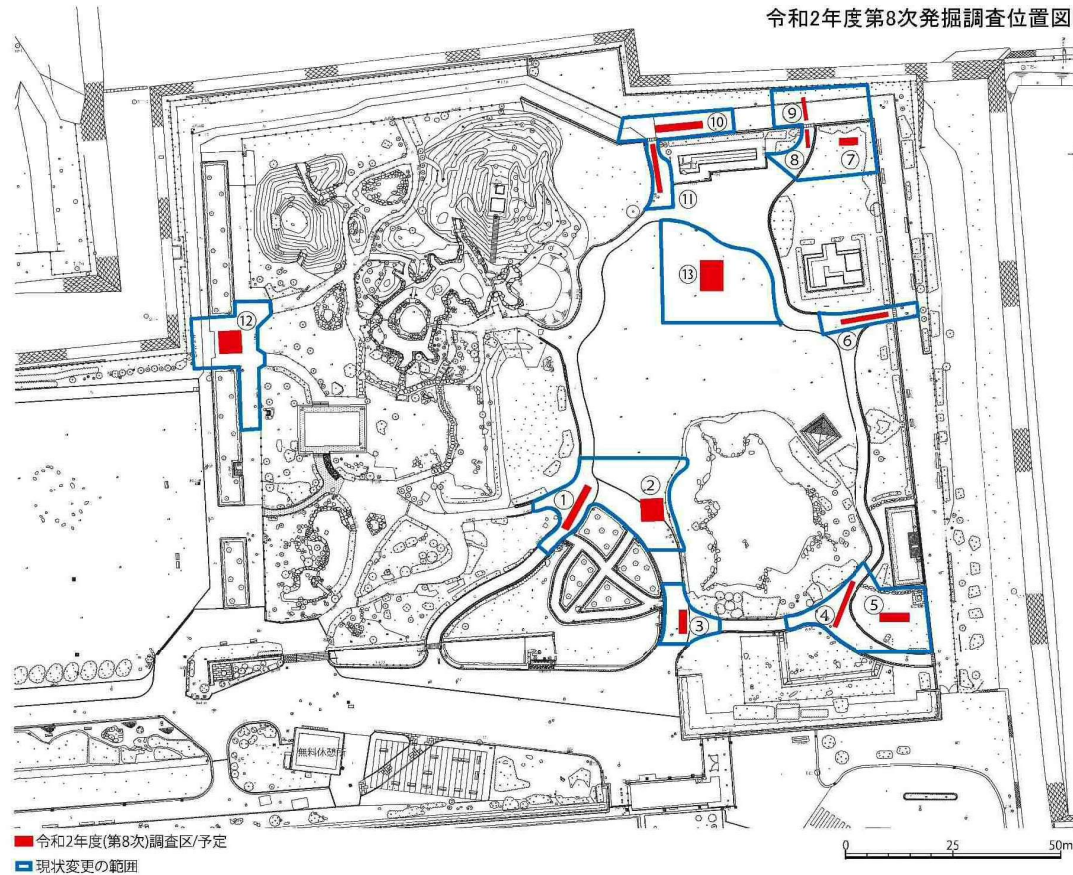 令和2年度第8次発掘調査位置図
⑩
⑨
⑧
⑦
⑪
⑬
⑫
⑥
①
②
③
④
⑤
無料休憩所
令和2年度(第8次)調査区/予定
現状変更の範囲
0 25 50m